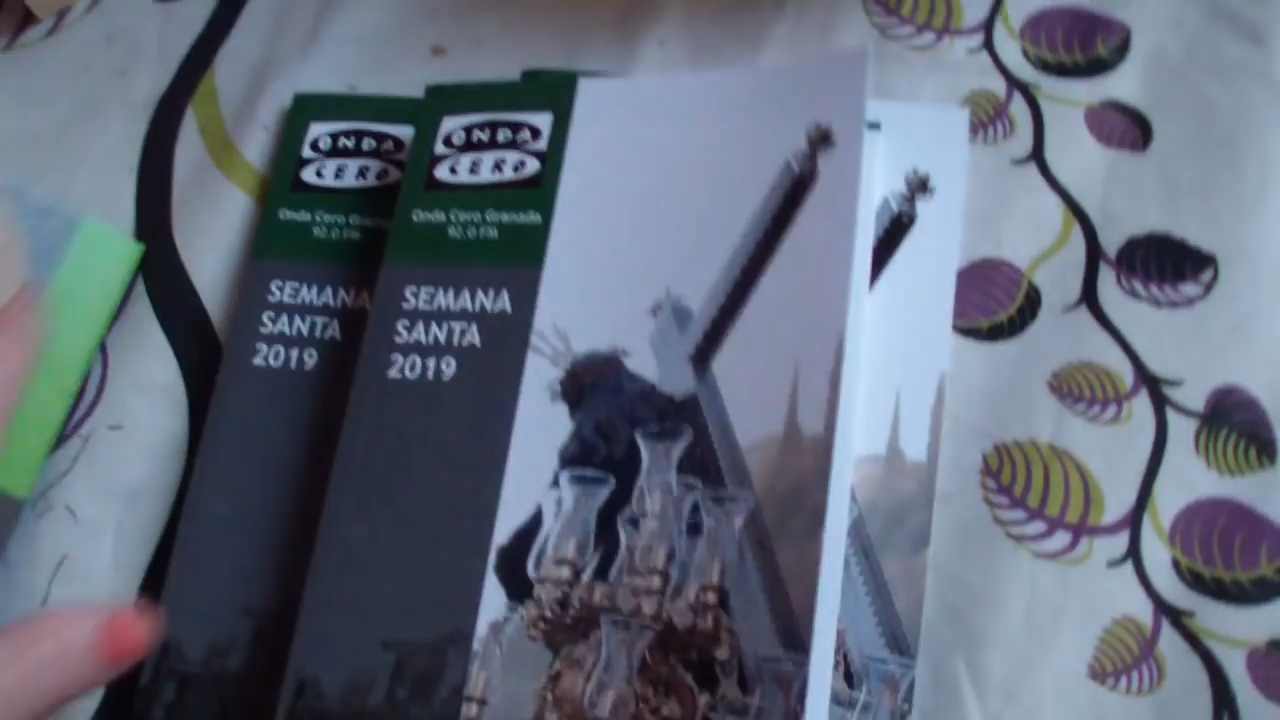 ONDA
CERO
Onda Cero Granada
92.0 FM
SEMANA
SANTA
2019
ONDA
CERO
Onda Cero Granada
92.0 FM
SEMANA
SANTA
2019